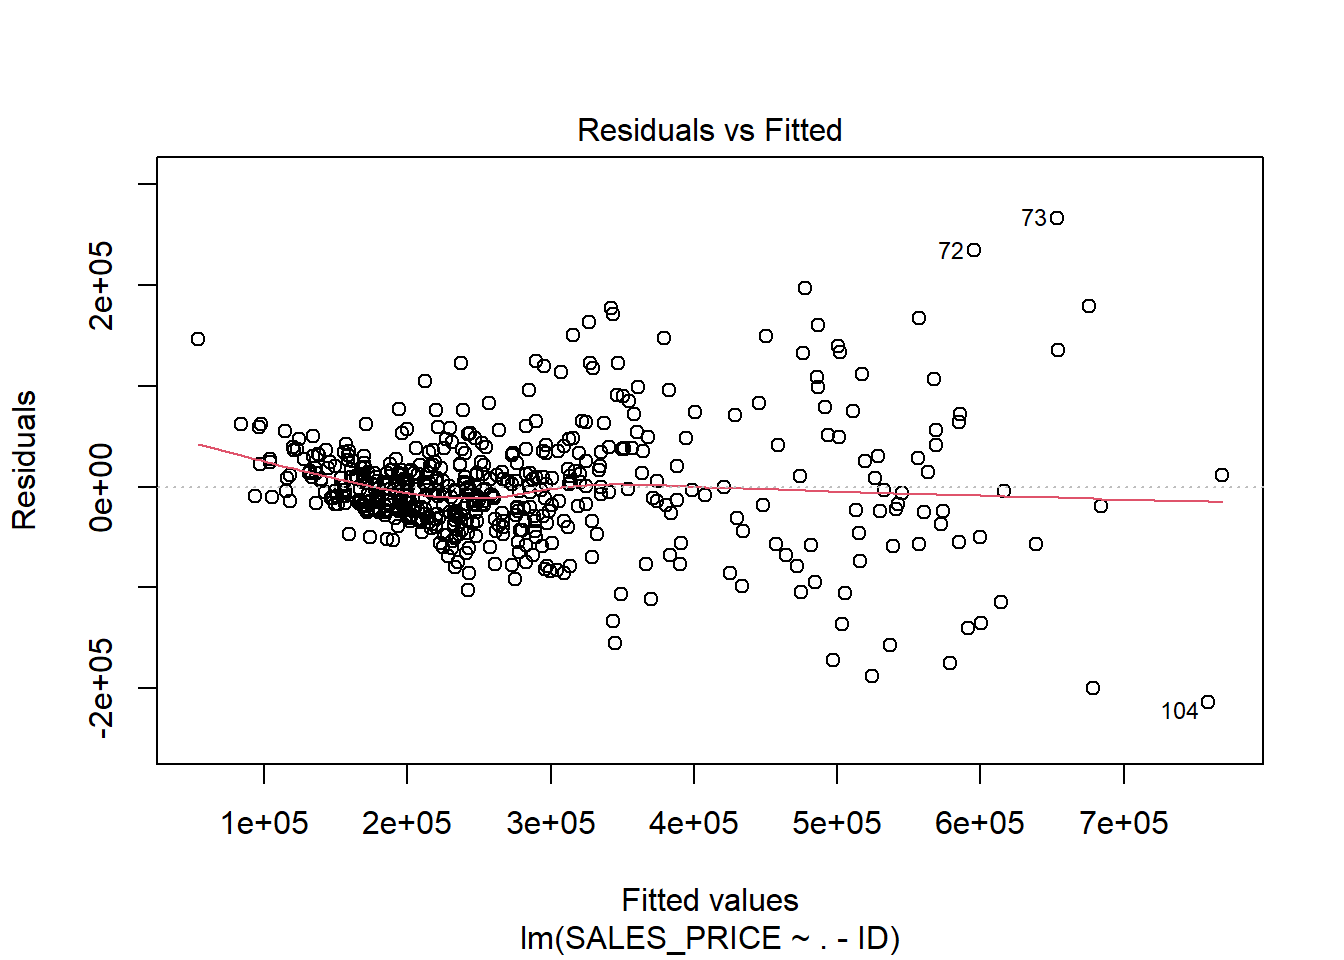 Residuals vs Fitted
Residuals
2e+05
0e+00
-2e+05
73
72
104
1e+05 2e+05 3e+05 4e+05 5e+05 6e+05 7e+05
Fitted values
lm(SALES_PRICE ~ . - ID)